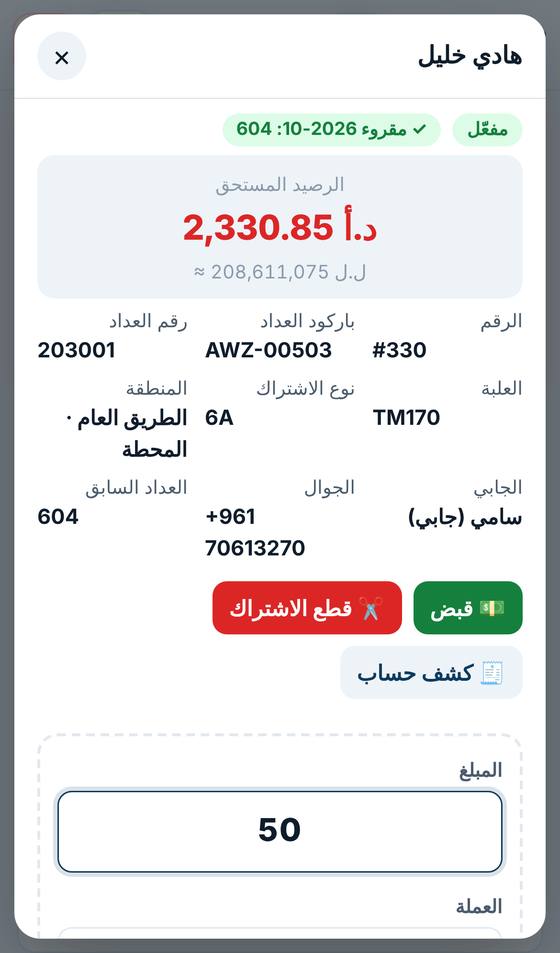 هادي خليل
×
مفعّل
✓ مقروء 2026-10: 604
الرصيد المستحق
د.أ 2,330.85
≈ 208,611,075 ل.ل
الرقم
#330
باركود العداد
AWZ-00503
رقم العداد
203001
العلبة
TM170
نوع الاشتراك
6A
المنطقة
الطريق العام ·
المحطة
الجابي
سامي (جابي)
الجوال
+961
70613270
العداد السابق
604
💵 قبض
✂️ قطع الاشتراك
🧾 كشف حساب
المبلغ
50
العملة